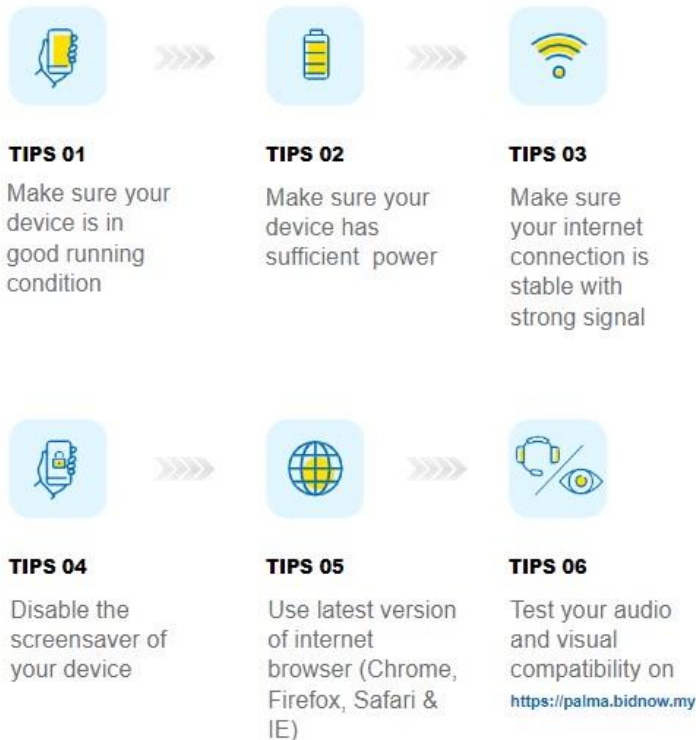 TIPS 01
Make sure your
device is in
good running
condition
TIPS 02
Make sure your
device has
sufficient power
TIPS 03
Make sure
your internet
connection is
stable with
strong signal
TIPS 04
Disable the
screensaver of
your device
TIPS 05
Use latest version
of internet
browser (Chrome,
Firefox, Safari &
IE)
TIPS 06
Test your audio
and visual
compatibility on
https://palma.bidnow.my